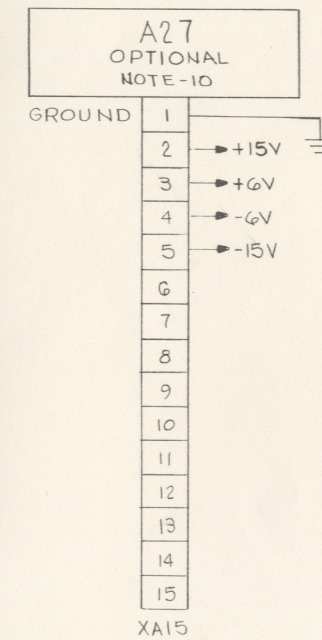 A27
OPTIONAL
NOTE-10
GROUND 1
2 +15V
3 +6V
4 -6V
5 -15V
6
7
8
9
10
11
12
13
14
15
XA15